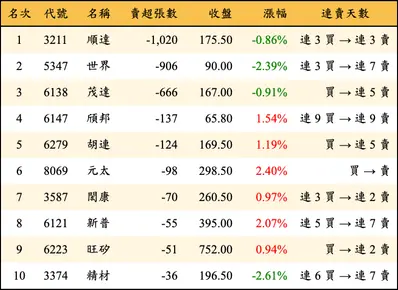 名次 代號 名稱 賣超張數 收盤 漲幅 連賣天數
1 3211 順達 -1,020 175.50 -0.86% 連 3 買 → 連 3 賣
2 5347 世界 -906 90.00 -2.39% 連 3 買 → 連 7 賣
3 6138 茂達 -666 167.00 -0.91% 買 → 連 5 賣
4 6147 頎邦 -137 65.80 1.54% 連 9 買 → 連 9 賣
5 6279 胡連 -124 169.50 1.19% 買 → 連 5 賣
6 8069 元太 -98 298.50 2.40% 買 → 賣
7 3587 閎康 -70 260.50 0.97% 連 3 買 → 連 2 賣
8 6121 新普 -55 395.00 2.07% 連 5 買 → 連 7 賣
9 6223 旺矽 -51 752.00 0.94% 買 → 連 2 賣
10 3374 精材 -36 196.50 -2.61% 連 6 買 → 連 7 賣